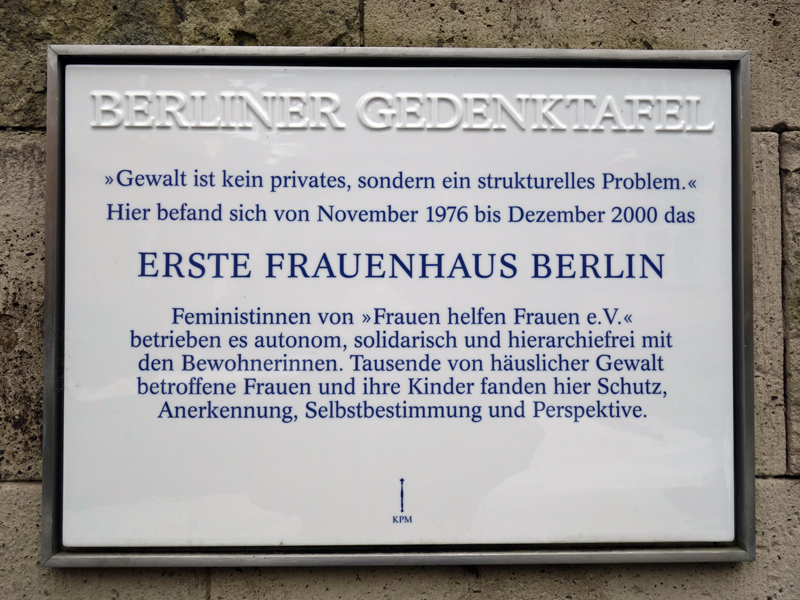 BERLINER GEDENKTAFEL
»Gewalt ist kein privates, sondern ein strukturelles Problem.«
Hier befand sich von November 1976 bis Dezember 2000 das
ERSTE FRAUENHAUS BERLIN
Feministinnen von »Frauen helfen Frauen e.V.«
betrieben es autonom, solidarisch und hierarchiefrei mit
den Bewohnerinnen. Tausende von häuslicher Gewalt
betroffene Frauen und ihre Kinder fanden hier Schutz,
Anerkennung, Selbstbestimmung und Perspektive.
KPM